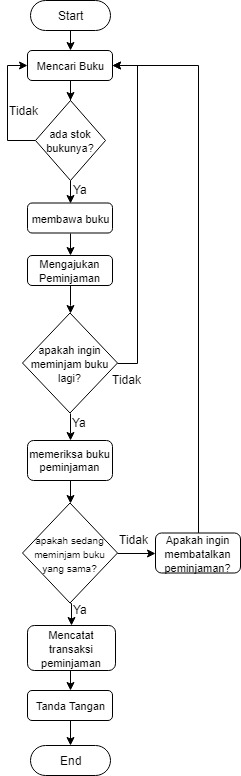 Start
Mencari Buku
Tidak
ada stok
bukunya?
Ya
membawa buku
Mengajukan
Peminjaman
apakah ingin
meminjam buku
lagi?
Tidak
Ya
memeriksa buku
peminjaman
apakah sedang
meminjam buku
yang sama?
Tidak
Apakah ingin
membatalkan
peminjaman?
Ya
Mencatat
transaksi
peminjaman
Tanda Tangan
End